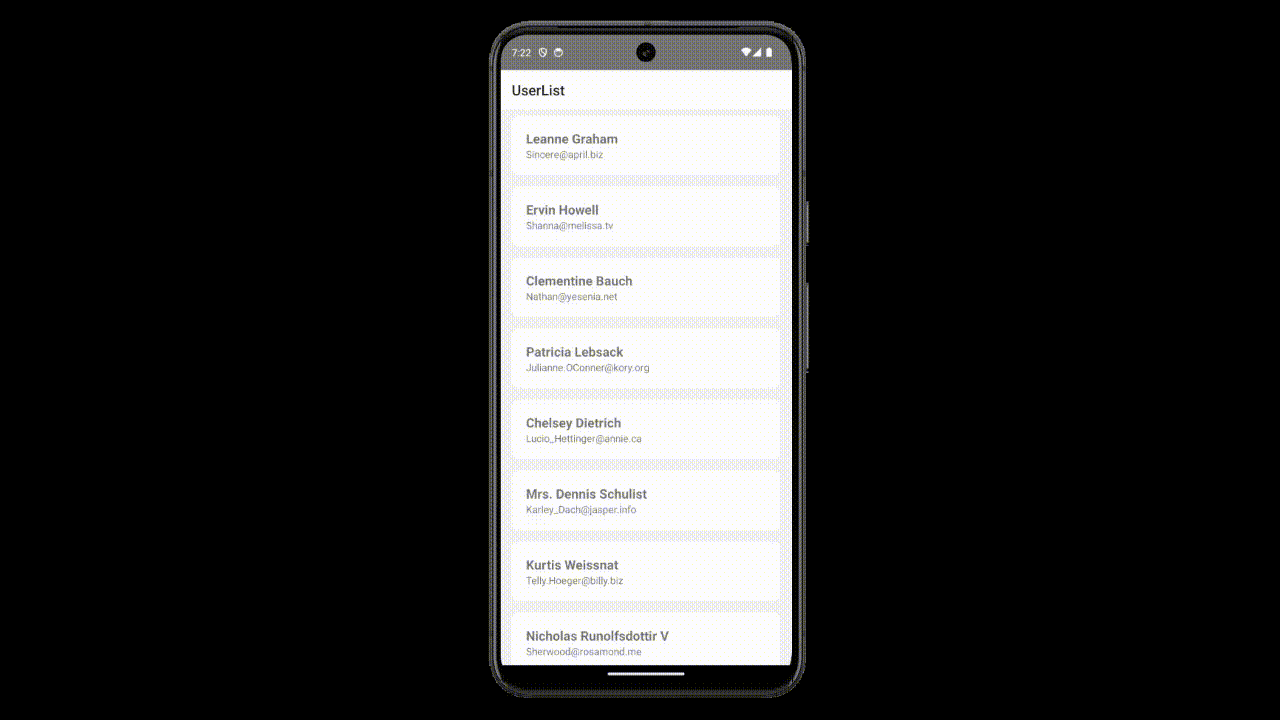 7:22
UserList
Leanne Graham
Sincere@april.biz
Ervin Howell
Shanna@melissa.tv
Clementine Bauch
Nathan@yesenia.net
Patricia Lebsack
Julianne.OConner@kory.org
Chelsey Dietrich
Lucio_Hettinger@annie.ca
Mrs. Dennis Schulist
Karley_Dach@jasper.info
Kurtis Weissnat
Telly.Hoeger@billy.biz
Nicholas Runolfsdottir V
Sherwood@rosamond.me